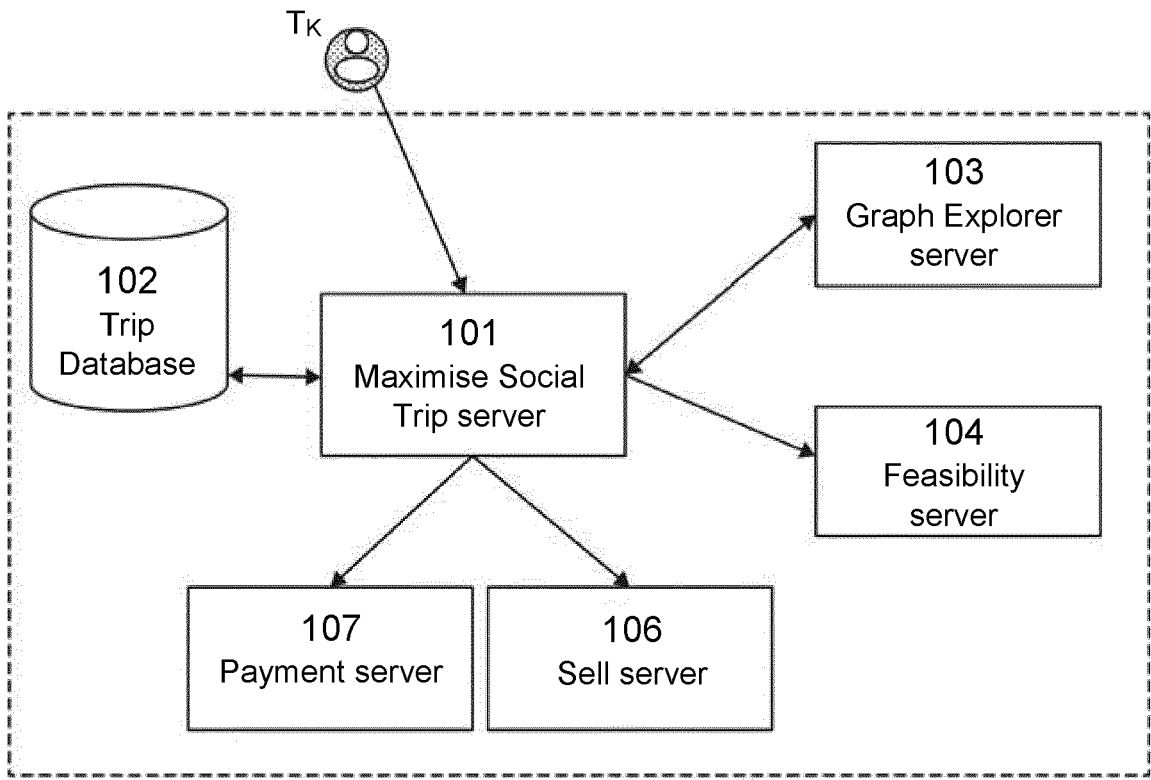 TK
103
Graph Explorer
server
102
Trip
Database
101
Maximise Social
Trip server
104
Feasibility
server
107
Payment server
106
Sell server